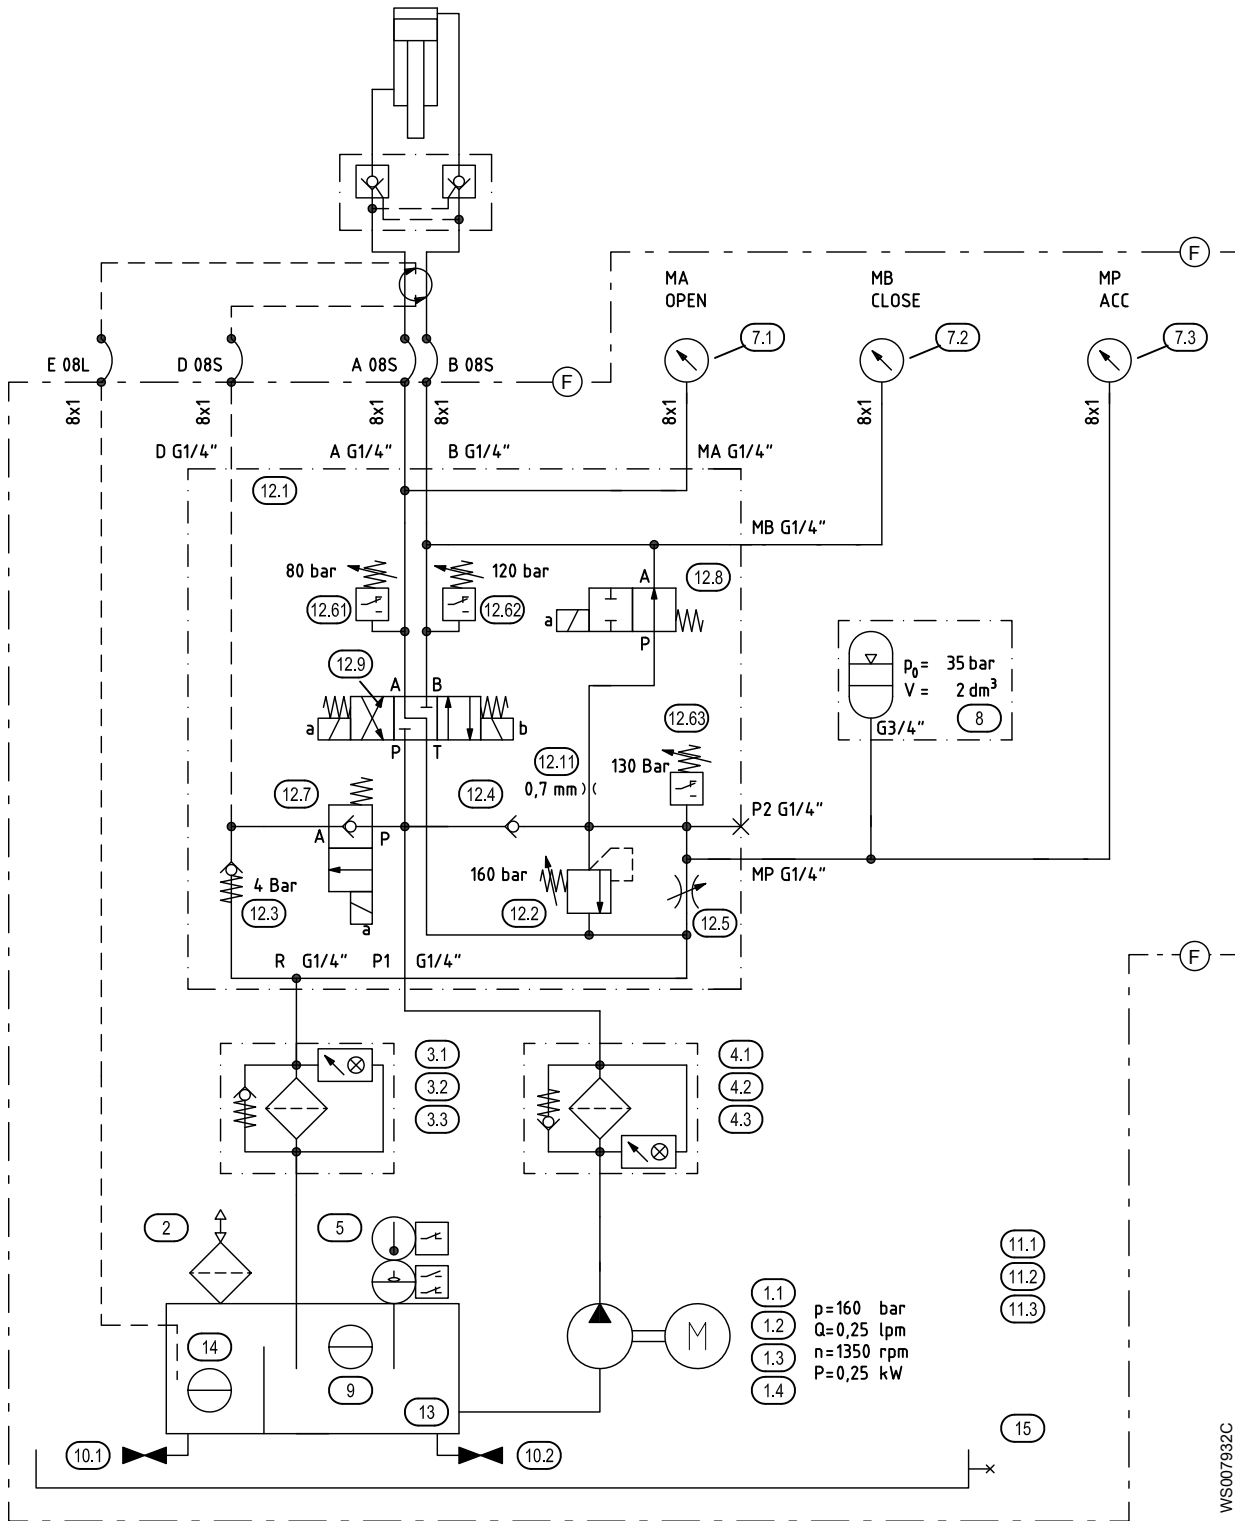 F
MA
OPEN
MB
CLOSE
MP
ACC
7.1
7.2
7.3
E 08L
D 08S
A 08S
B 08S
F
8x1
8x1
8x1
8x1
8x1
8x1
8x1
D G1/4"
A G1/4"
B G1/4"
MA G1/4"
12.1
MB G1/4"
80 bar
120 bar
A
12.8
12.61
12.62
a
P
12.9
A
B
p0= 35 bar
V = 2 dm³
8
G3/4"
12.63
a
b
P
T
12.11
130 Bar
12.7
12.4
0,7 mm
P2 G1/4"
A
P
160 bar
MP G1/4"
4 Bar
12.3
12.2
12.5
a
R G1/4"
P1 G1/4"
F
3.1
3.2
3.3
4.1
4.2
4.3
2
5
11.1
11.2
11.3
1.1
1.2
1.3
1.4
p=160 bar
Q=0,25 lpm
n=1350 rpm
P=0,25 kW
M
14
9
13
15
10.1
10.2
WS007932C